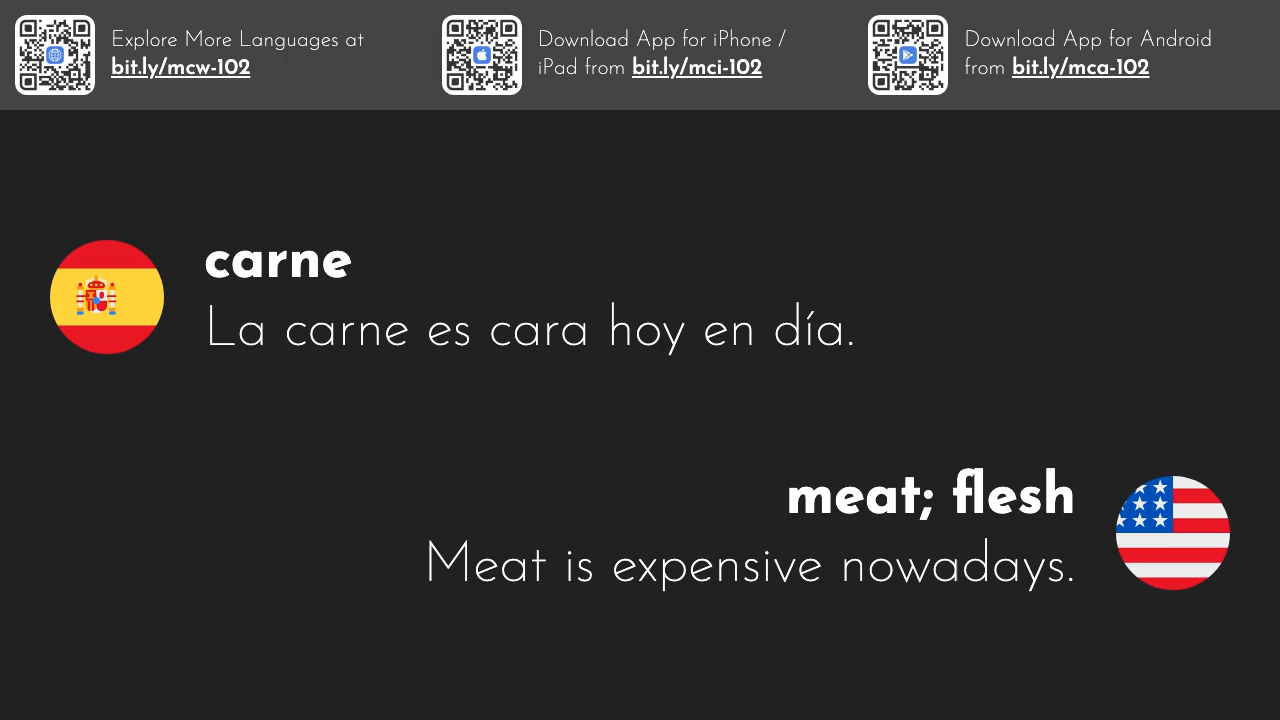 Explore More Languages at
bit.ly/mcw-102
Download App for iPhone /
iPad from bit.ly/mci-102
Download App for Android
from bit.ly/mca-102
carne
La carne es cara hoy en día.
meat; flesh
Meat is expensive nowadays.